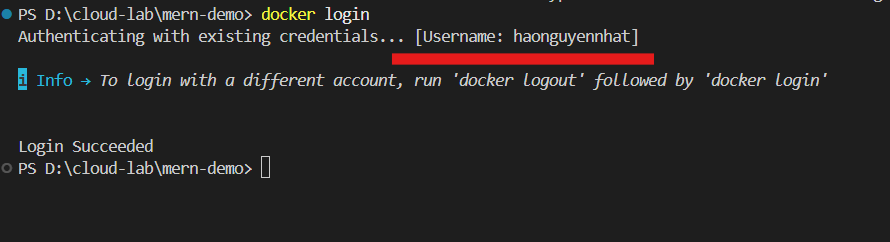 PS D:\cloud-lab\mern-demo> docker login
Authenticating with existing credentials... [Username: haonguyennhat]
i Info → To login with a different account, run 'docker logout' followed by 'docker login'
Login Succeeded
PS D:\cloud-lab\mern-demo>